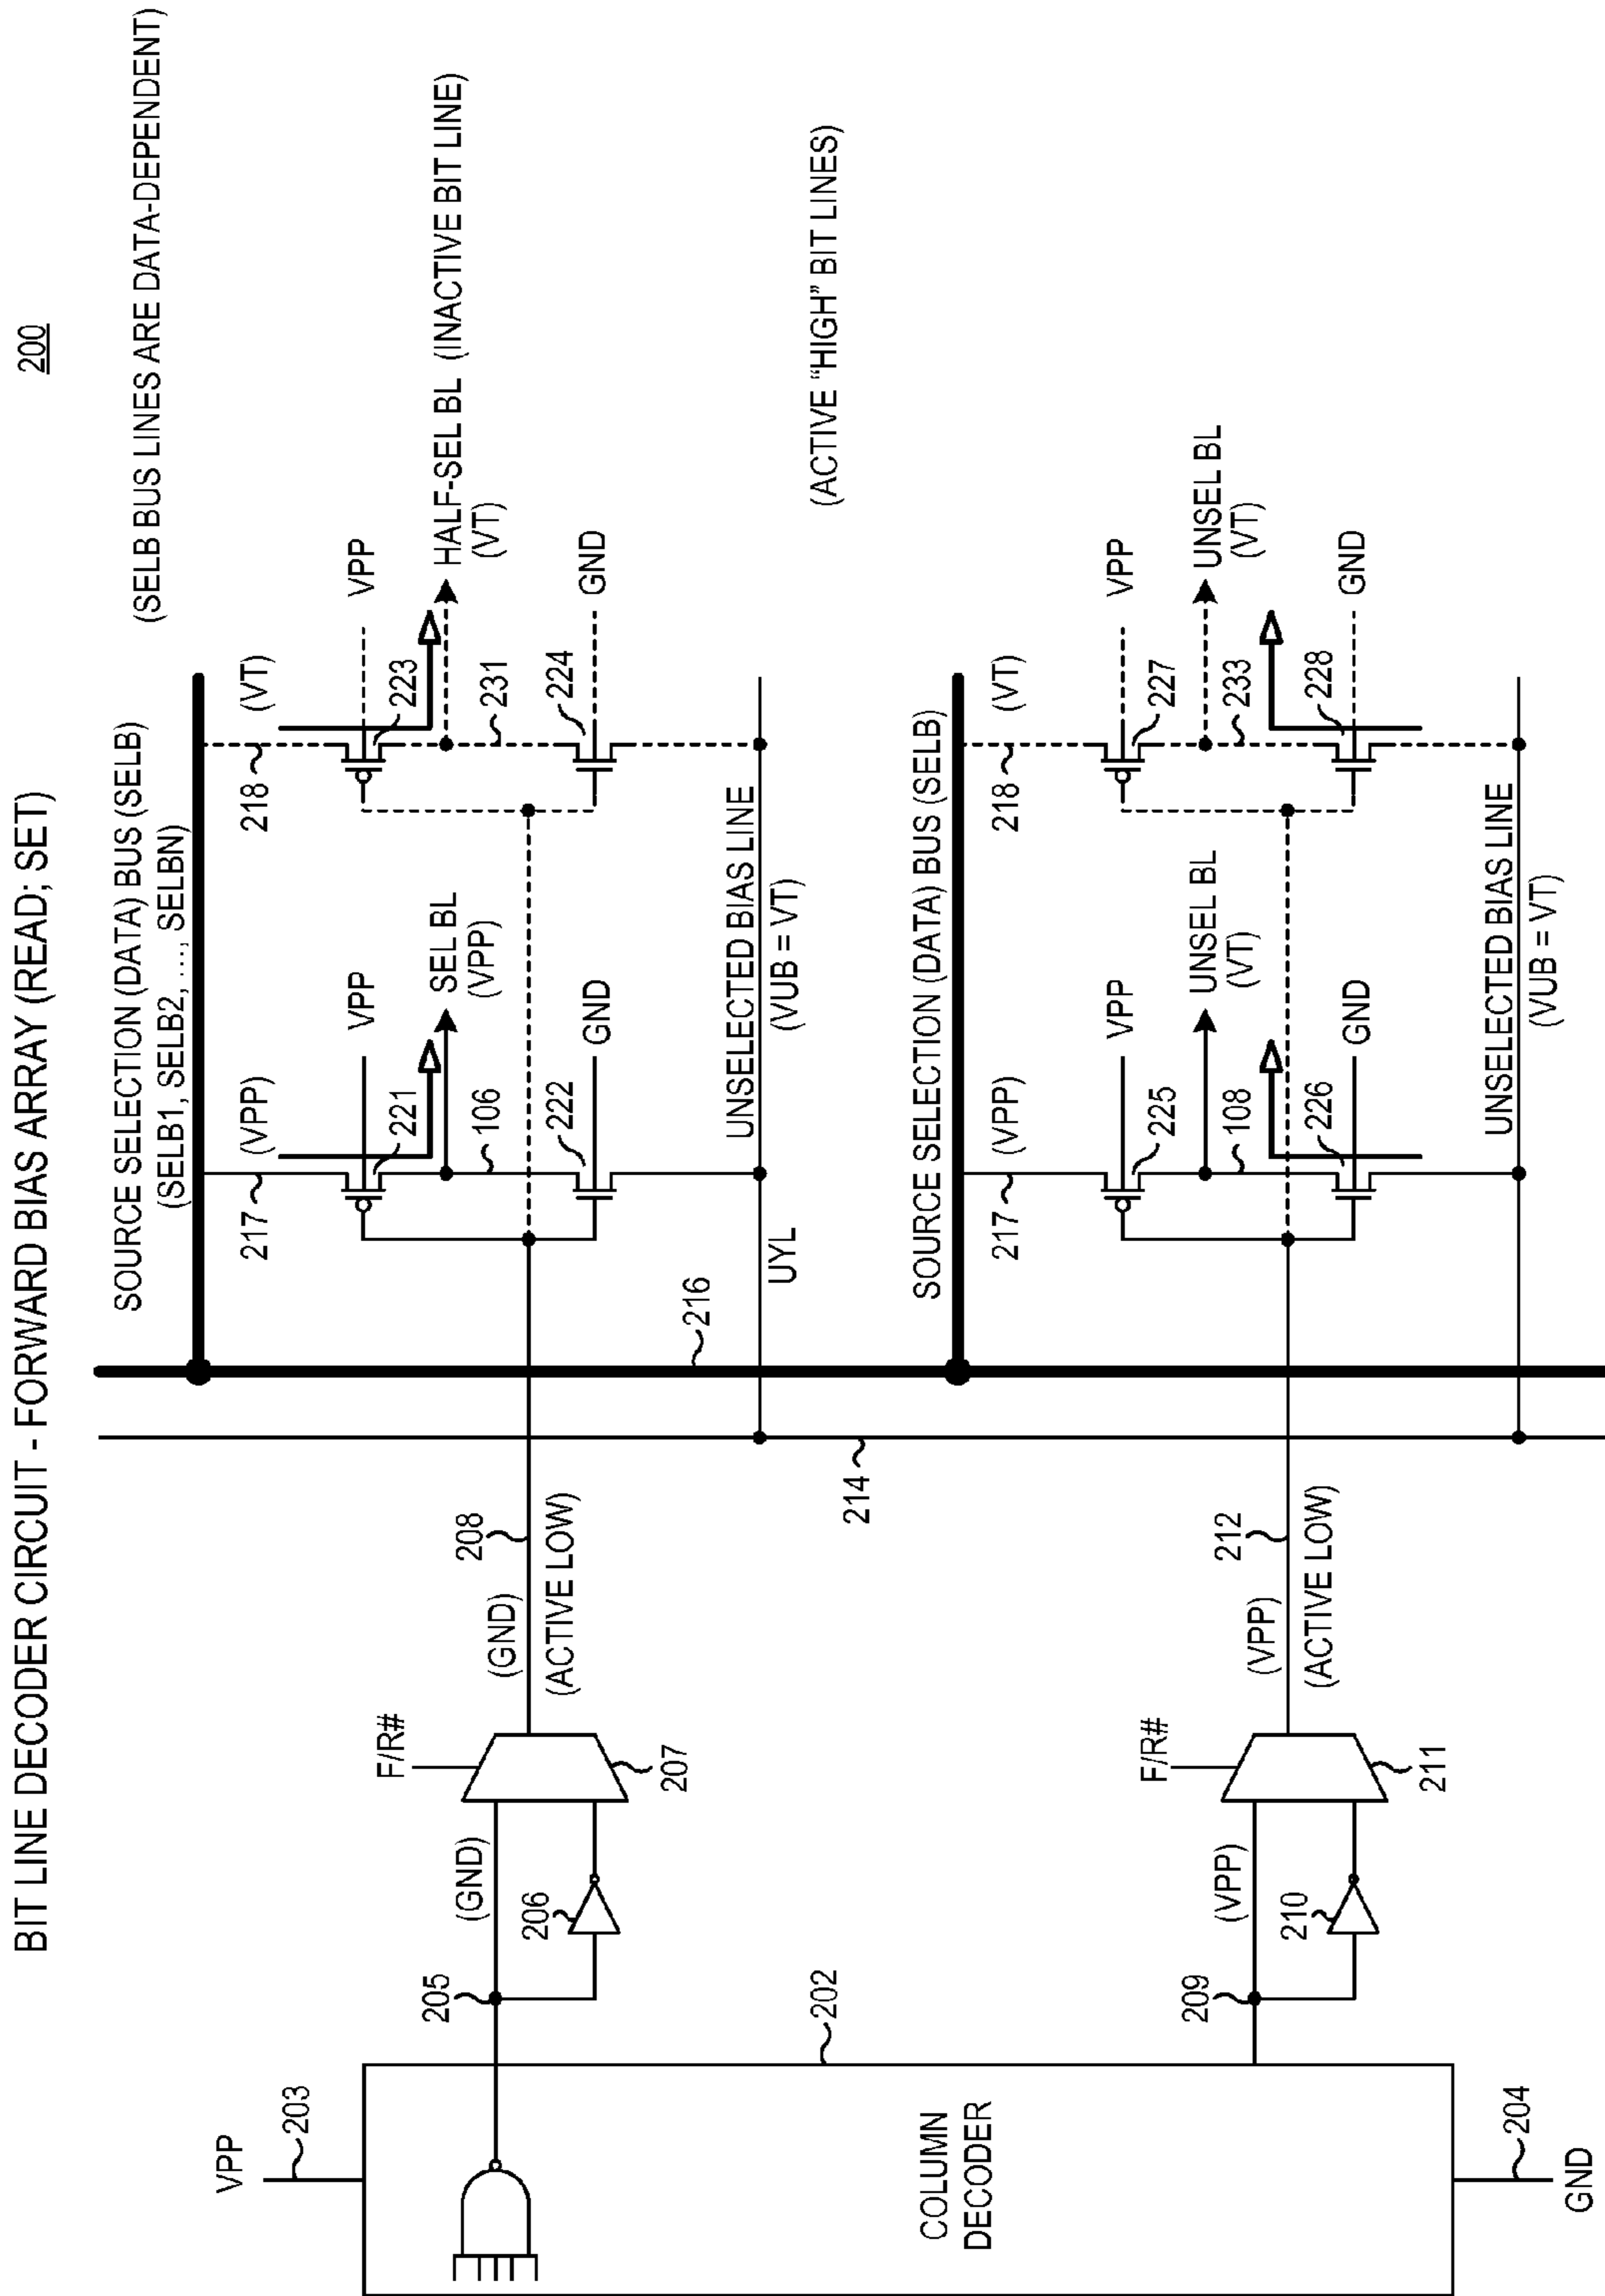 BIT LINE DECODER CIRCUIT - FORWARD BIAS ARRAY (READ; SET)
200
(SELB BUS LINES ARE DATA-DEPENDENT)
SOURCE SELECTION (DATA) BUS (SELB)
(SELB1, SELB2, ...., SELBN)
217
(VPP)
218
(VT)
VPP
203
F/R#
VPP
221
VPP
223
205
(GND)
206
207
(GND)
208
(ACTIVE LOW)
106
SEL BL
(VPP)
231
HALF-SEL BL (INACTIVE BIT LINE)
(VT)
222
GND
224
GND
216
UYL
UNSELECTED BIAS LINE
(VUB = VT)
202
214
(ACTIVE "HIGH" BIT LINES)
COLUMN
DECODER
SOURCE SELECTION (DATA) BUS (SELB)
217
(VPP)
218
(VT)
F/R#
VPP
225
VPP
227
209
(VPP)
210
211
(VPP)
212
(ACTIVE LOW)
108
UNSEL BL
(VT)
233
UNSEL BL
(VT)
226
GND
228
GND
UNSELECTED BIAS LINE
(VUB = VT)
204
GND